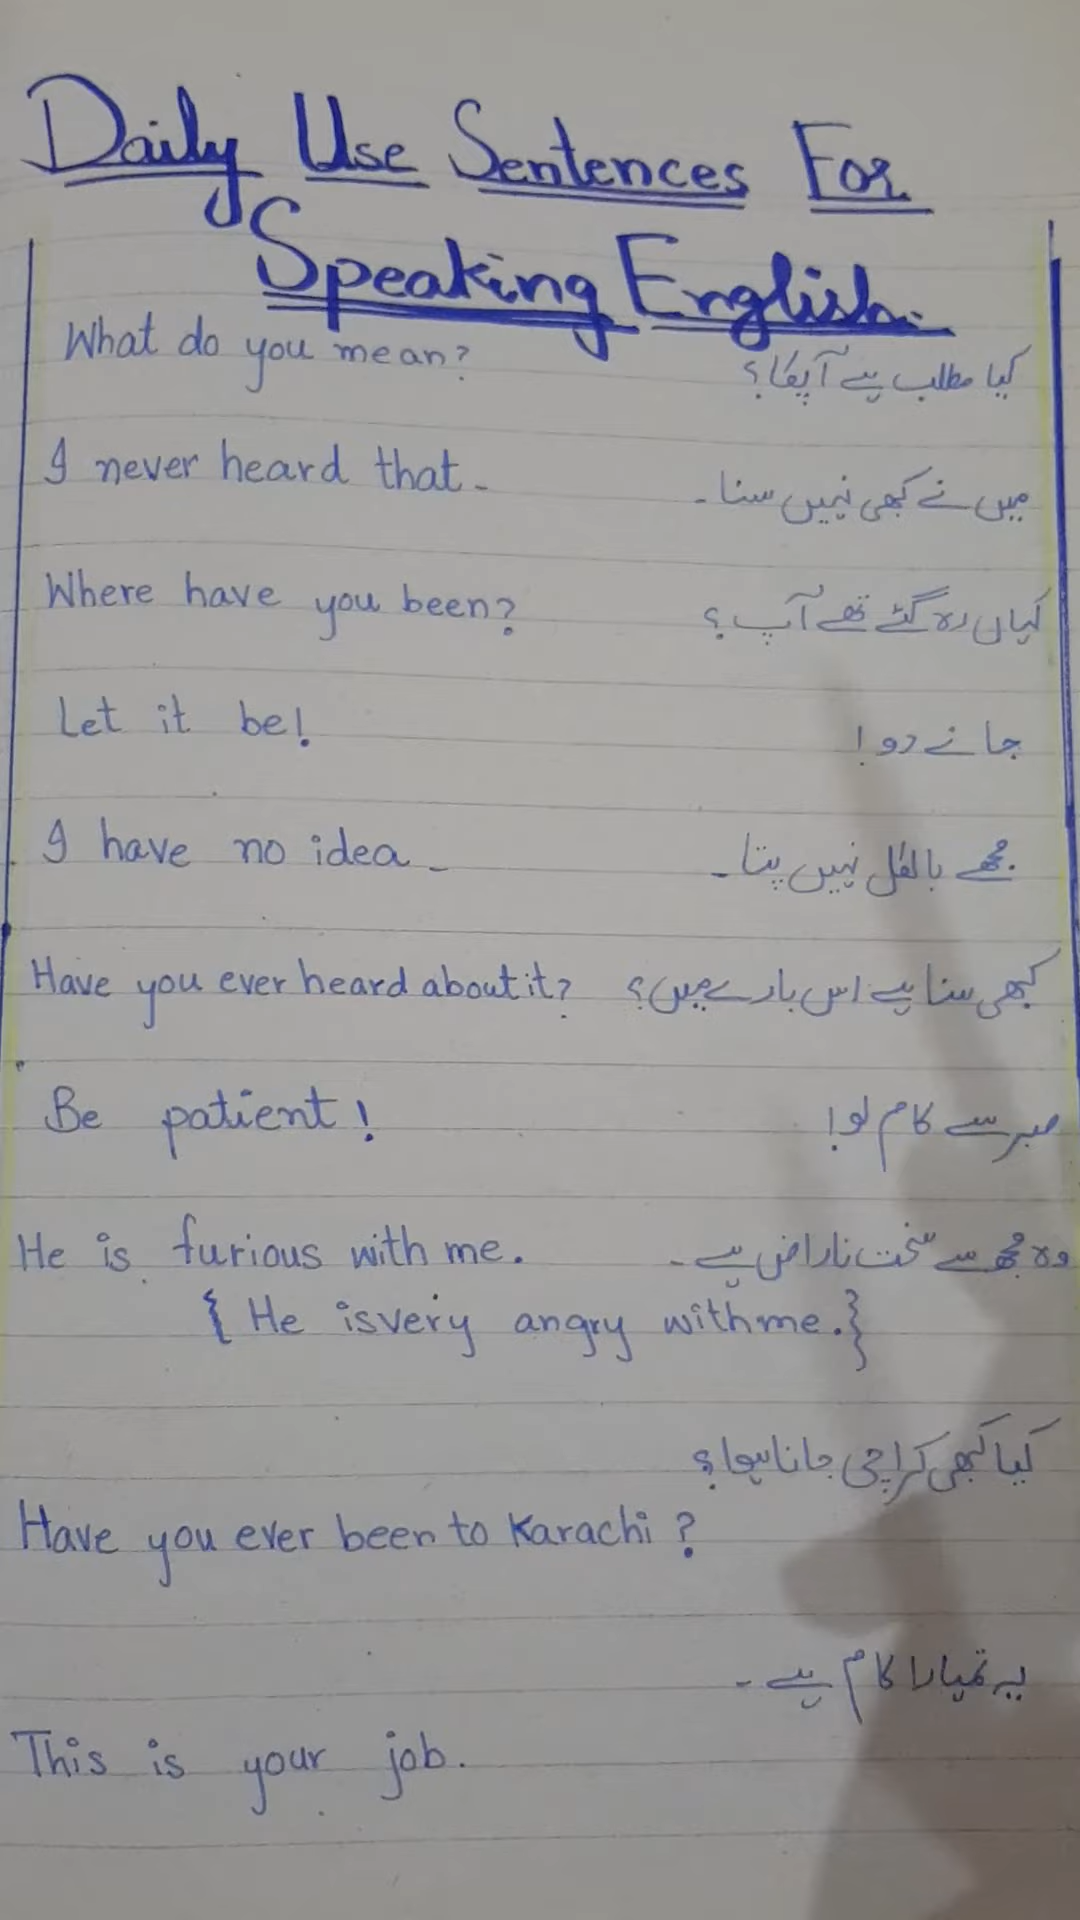 Daily Use Sentences For
Speaking English.
What do you mean? کیا مطلب ہے آپکا؟
I never heard that. میں نے کبھی نہیں سنا۔
Where have you been? کہاں رہ گئے تھے آپ؟
Let it be! جانے دو!
I have no idea. مجھے بالکل نہیں پتا۔
Have you ever heard about it? کبھی سنا ہے اس بارے میں؟
Be patient! صبر سے کام لو!
He is furious with me. وہ مجھ سے سخت ناراض ہے۔
{ He is very angry with me. }
کیا کبھی کراچی جانا ہوا؟
Have you ever been to Karachi?
یہ تمہارا کام ہے۔
This is your job.